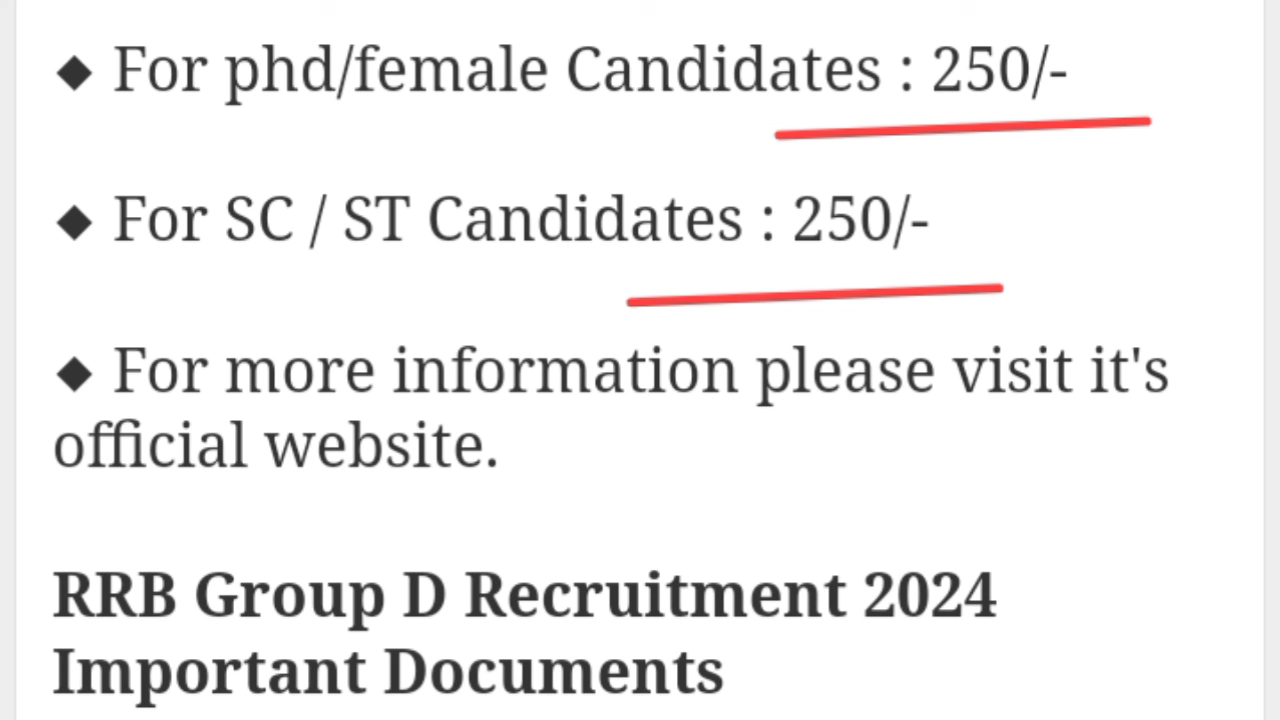 ◆ For phd/female Candidates : 250/-
◆ For SC / ST Candidates : 250/-
◆ For more information please visit it's
official website.
RRB Group D Recruitment 2024
Important Documents